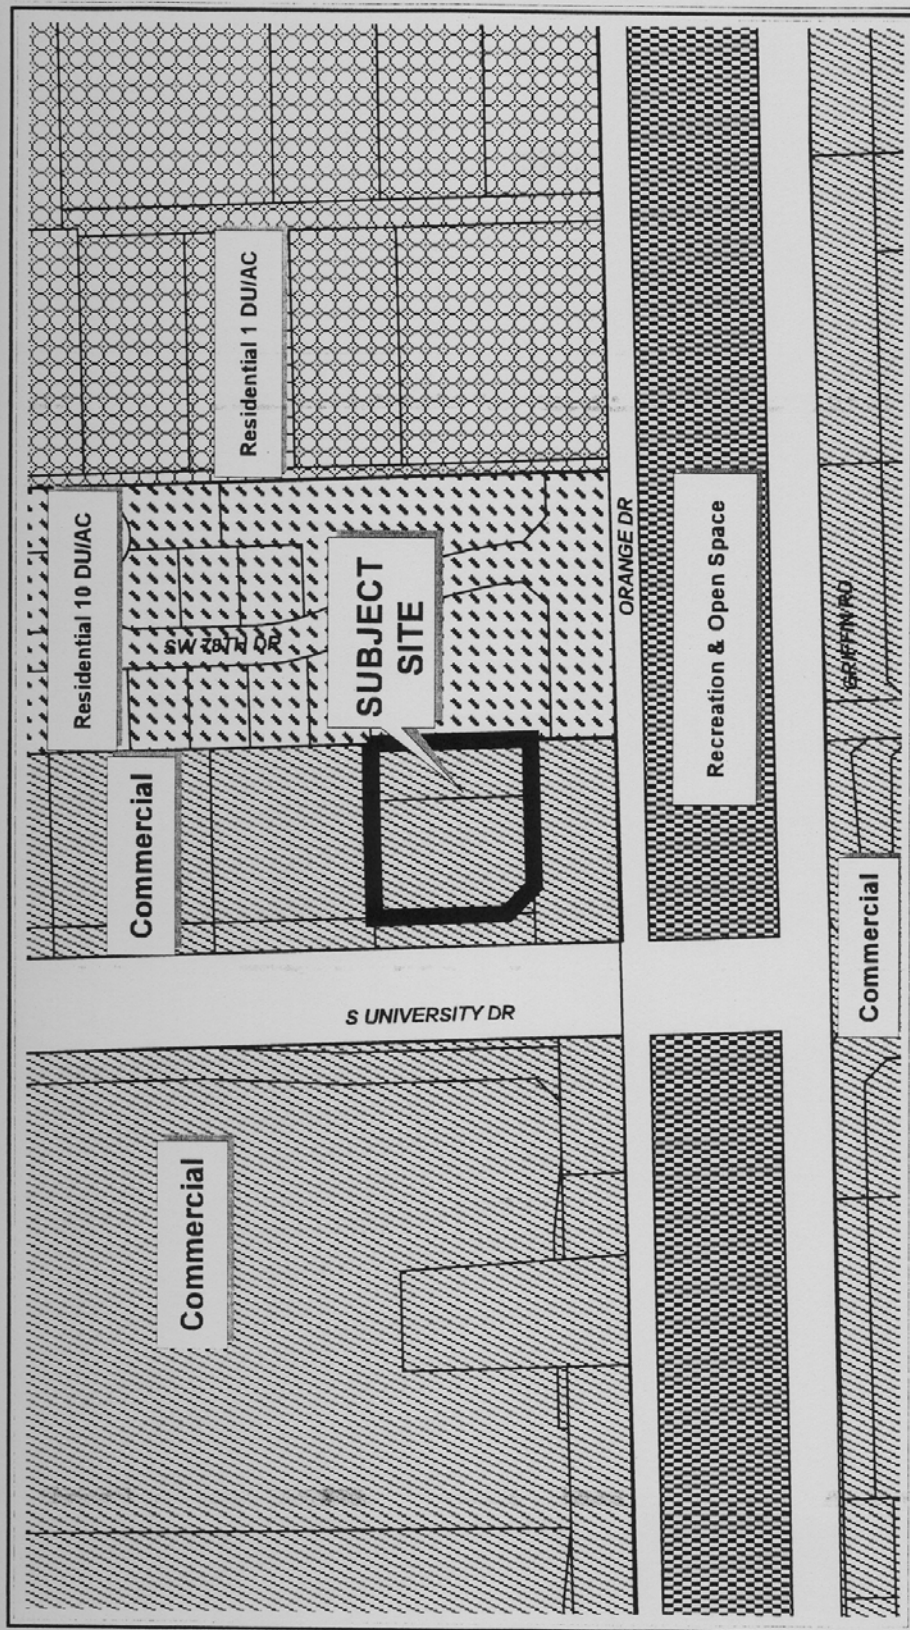 Commercial
S UNIVERSITY DR
Commercial
Residential 10 DU/AC
SW 78TH DR
SUBJECT
SITE
Residential 1 DU/AC
ORANGE DR
Recreation & Open Space
GRIFFIN RD
Commercial